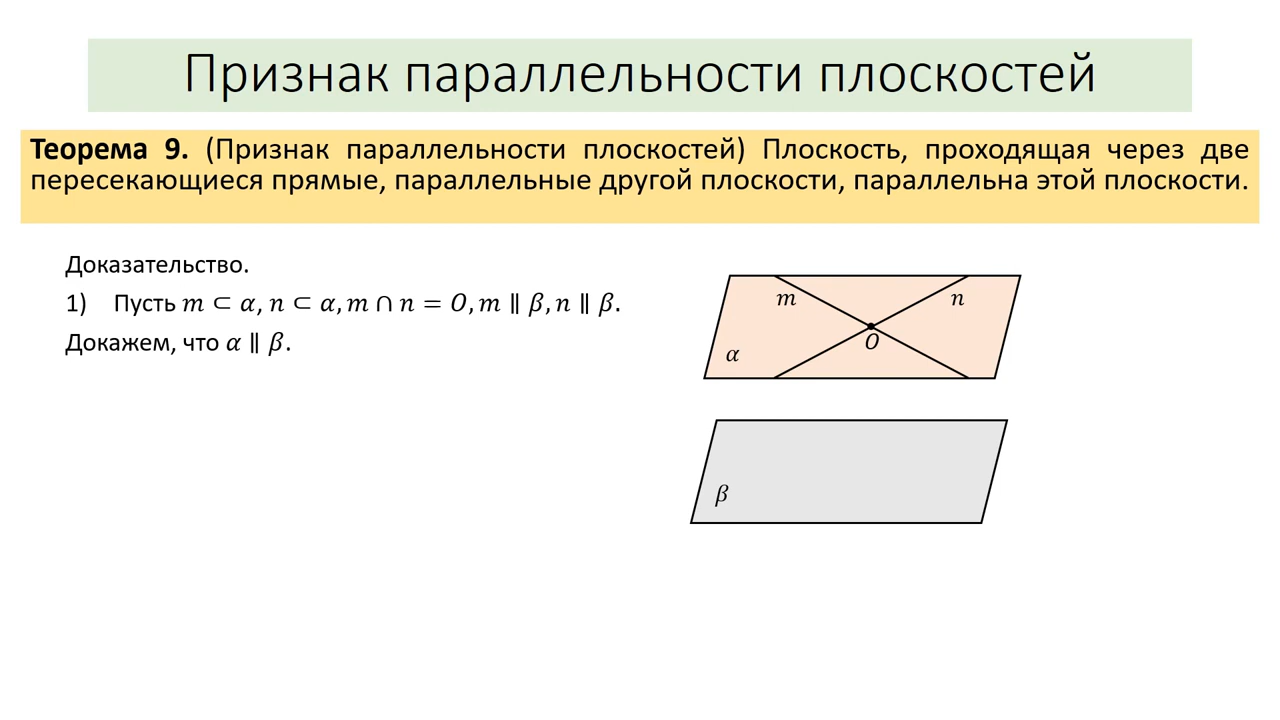 Признак параллельности плоскостей
Теорема 9. (Признак параллельности плоскостей) Плоскость, проходящая через две
пересекающиеся прямые, параллельные другой плоскости, параллельна этой плоскости.
Доказательство.
1) Пусть m ⊂ α, n ⊂ α, m ∩ n = O, m ∥ β, n ∥ β.
Докажем, что α ∥ β.
m
n
O
α
β